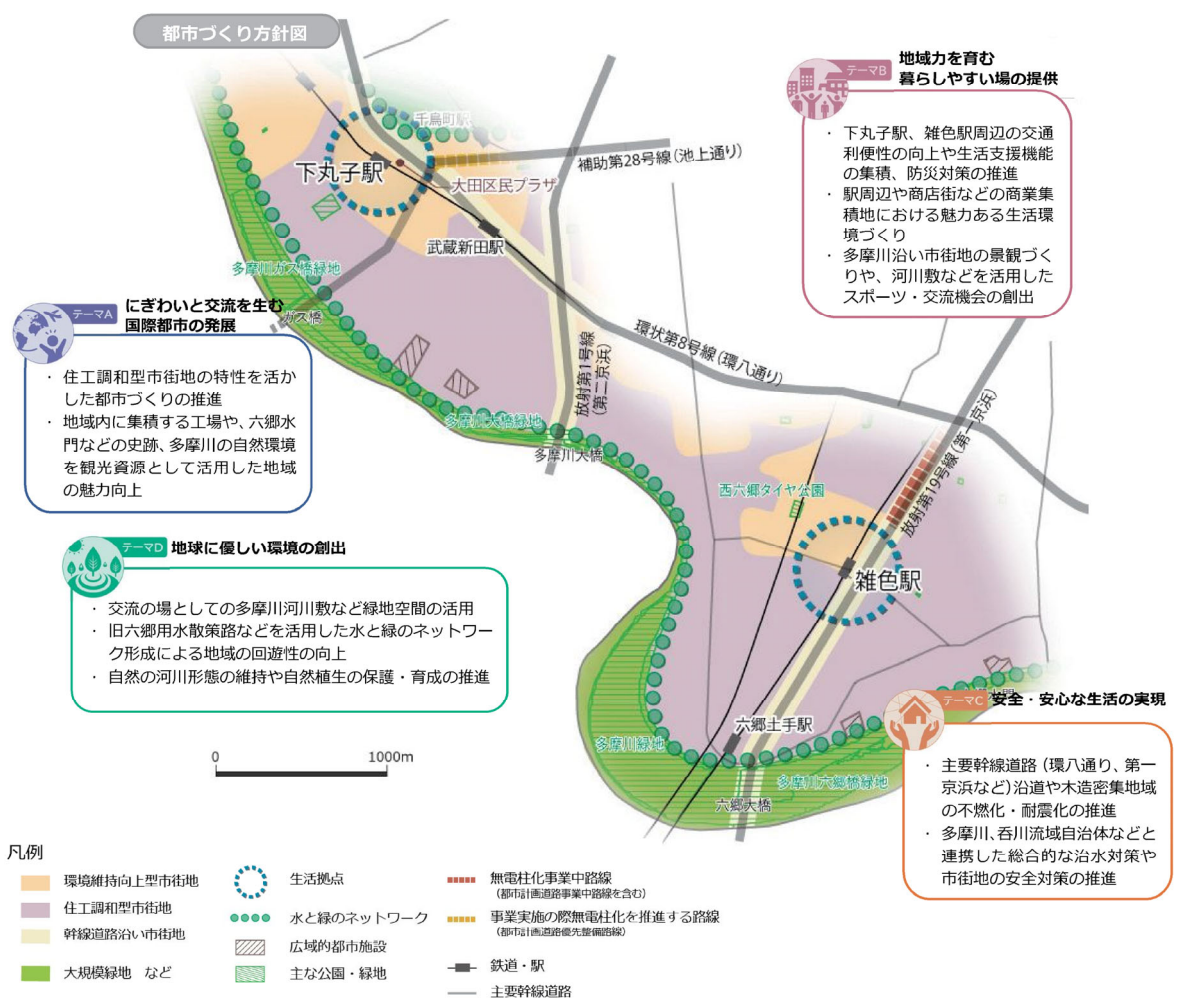 都市づくり方針図
テーマB
地域力を育む
暮らしやすい場の提供
・ 下丸子駅、雑色駅周辺の交通
利便性の向上や生活支援機能
の集積、防災対策の推進
・ 駅周辺や商店街などの商業集
積地における魅力ある生活環
境づくり
・ 多摩川沿い市街地の景観づく
りや、河川敷などを活用した
スポーツ・交流機会の創出
千鳥町駅
補助第28号線(池上通り)
下丸子駅
大田区民プラザ
武蔵新田駅
多摩川ガス橋緑地
ガス橋
環状第8号線(環八通り)
放射第1号線
(第二京浜)
多摩川大橋緑地
多摩川大橋
放射第19号線(第一京浜)
西六郷タイヤ公園
雑色駅
六郷土手駅
多摩川緑地
多摩川六郷橋緑地
六郷大橋
テーマA
にぎわいと交流を生む
国際都市の発展
・ 住工調和型市街地の特性を活か
した都市づくりの推進
・ 地域内に集積する工場や、六郷水
門などの史跡、多摩川の自然環境
を観光資源として活用した地域
の魅力向上
テーマD
地球に優しい環境の創出
・ 交流の場としての多摩川河川敷など緑地空間の活用
・ 旧六郷用水散策路などを活用した水と緑のネットワー
ク形成による地域の回遊性の向上
・ 自然の河川形態の維持や自然植生の保護・育成の推進
テーマC
安全・安心な生活の実現
・ 主要幹線道路(環八通り、第一
京浜など)沿道や木造密集地域
の不燃化・耐震化の推進
・ 多摩川、呑川流域自治体などと
連携した総合的な治水対策や
市街地の安全対策の推進
0 1000m
凡例
環境維持向上型市街地
住工調和型市街地
幹線道路沿い市街地
大規模緑地 など
生活拠点
水と緑のネットワーク
広域的都市施設
主な公園・緑地
無電柱化事業中路線
(都市計画道路事業中路線を含む)
事業実施の際無電柱化を推進する路線
(都市計画道路優先整備路線)
鉄道・駅
主要幹線道路